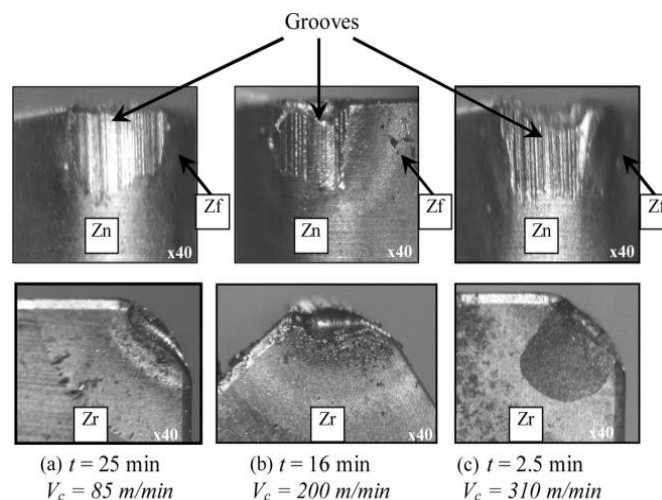 Grooves
Zn
Zf
x40
Zn
Zf
x40
Zn
Zf
x40
Zr
x40
Zr
x40
Zr
x40
(a) t = 25 min
Vc = 85 m/min
(b) t = 16 min
Vc = 200 m/min
(c) t = 2.5 min
Vc = 310 m/min